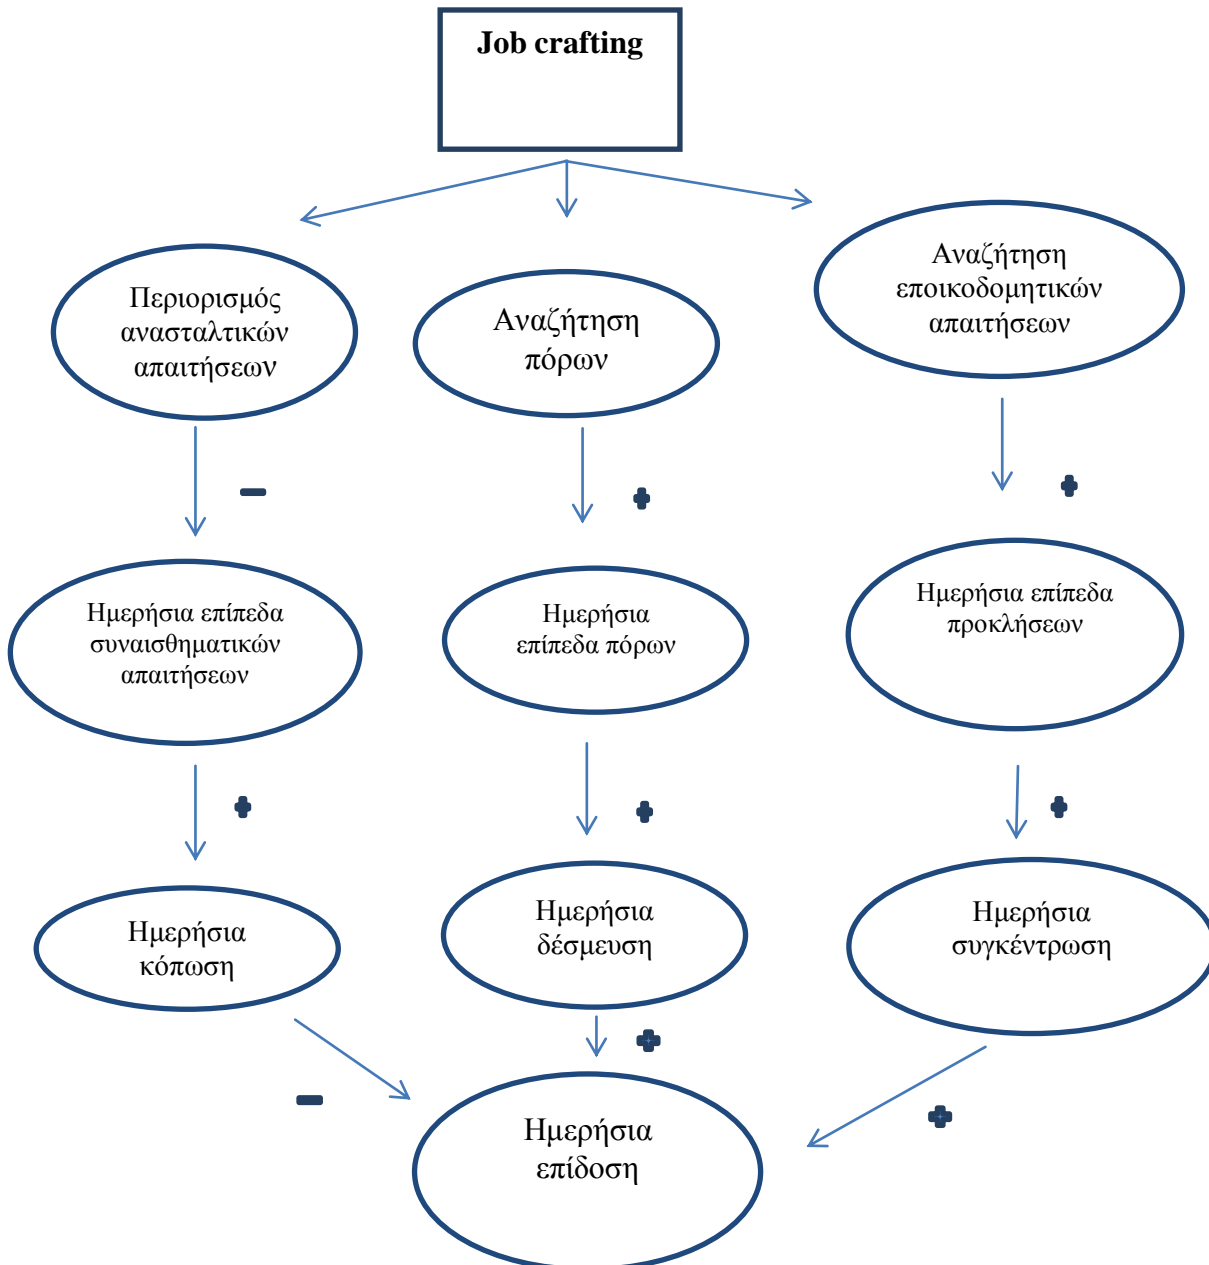 Job crafting
Περιορισμός
ανασταλτικών
απαιτήσεων
Αναζήτηση
πόρων
Αναζήτηση
εποικοδομητικών
απαιτήσεων
Ημερήσια επίπεδα
συναισθηματικών
απαιτήσεων
Ημερήσια
επίπεδα πόρων
Ημερήσια επίπεδα
προκλήσεων
Ημερήσια
κόπωση
Ημερήσια
δέσμευση
Ημερήσια
συγκέντρωση
Ημερήσια
επίδοση